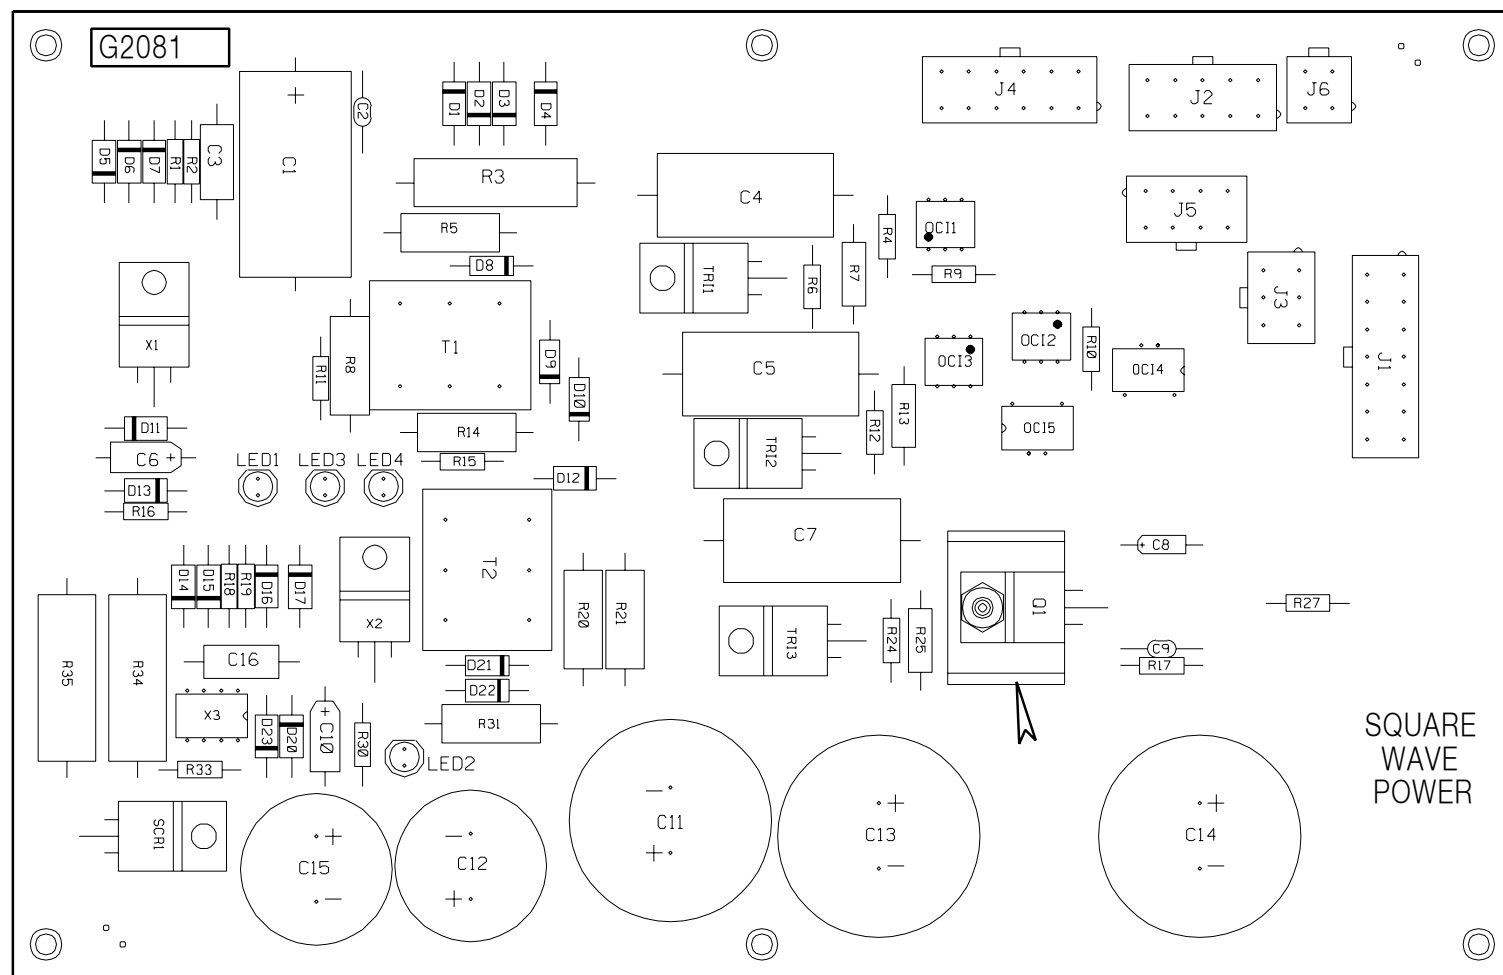 G2081
J4
J2
J6
D1
D2
D3
D4
C2
C1
+
D5
D6
D7
R1
R2
C3
R3
C4
J5
R5
R4
OCI1
D8
TRI1
R6
R7
R9
J3
X1
R11
R8
T1
D9
D10
C5
OCI3
OCI2
R10
OCI4
J1
D11
C6 +
R14
R15
R12
R13
OCI5
TRI2
LED1
LED3
LED4
D13
R16
D12
C7
+ C8
D14
D15
R18
R19
D16
D17
X2
T2
R20
R21
TRI3
R24
R25
Q1
R27
C9
R17
R35
R34
C16
D21
D22
X3
D23
D20
+ C10
R30
R31
R33
LED2
SQUARE
WAVE
POWER
SCR1
+
C15
−
−
C12
+
−
C11
+
+
C13
−
+
C14
−